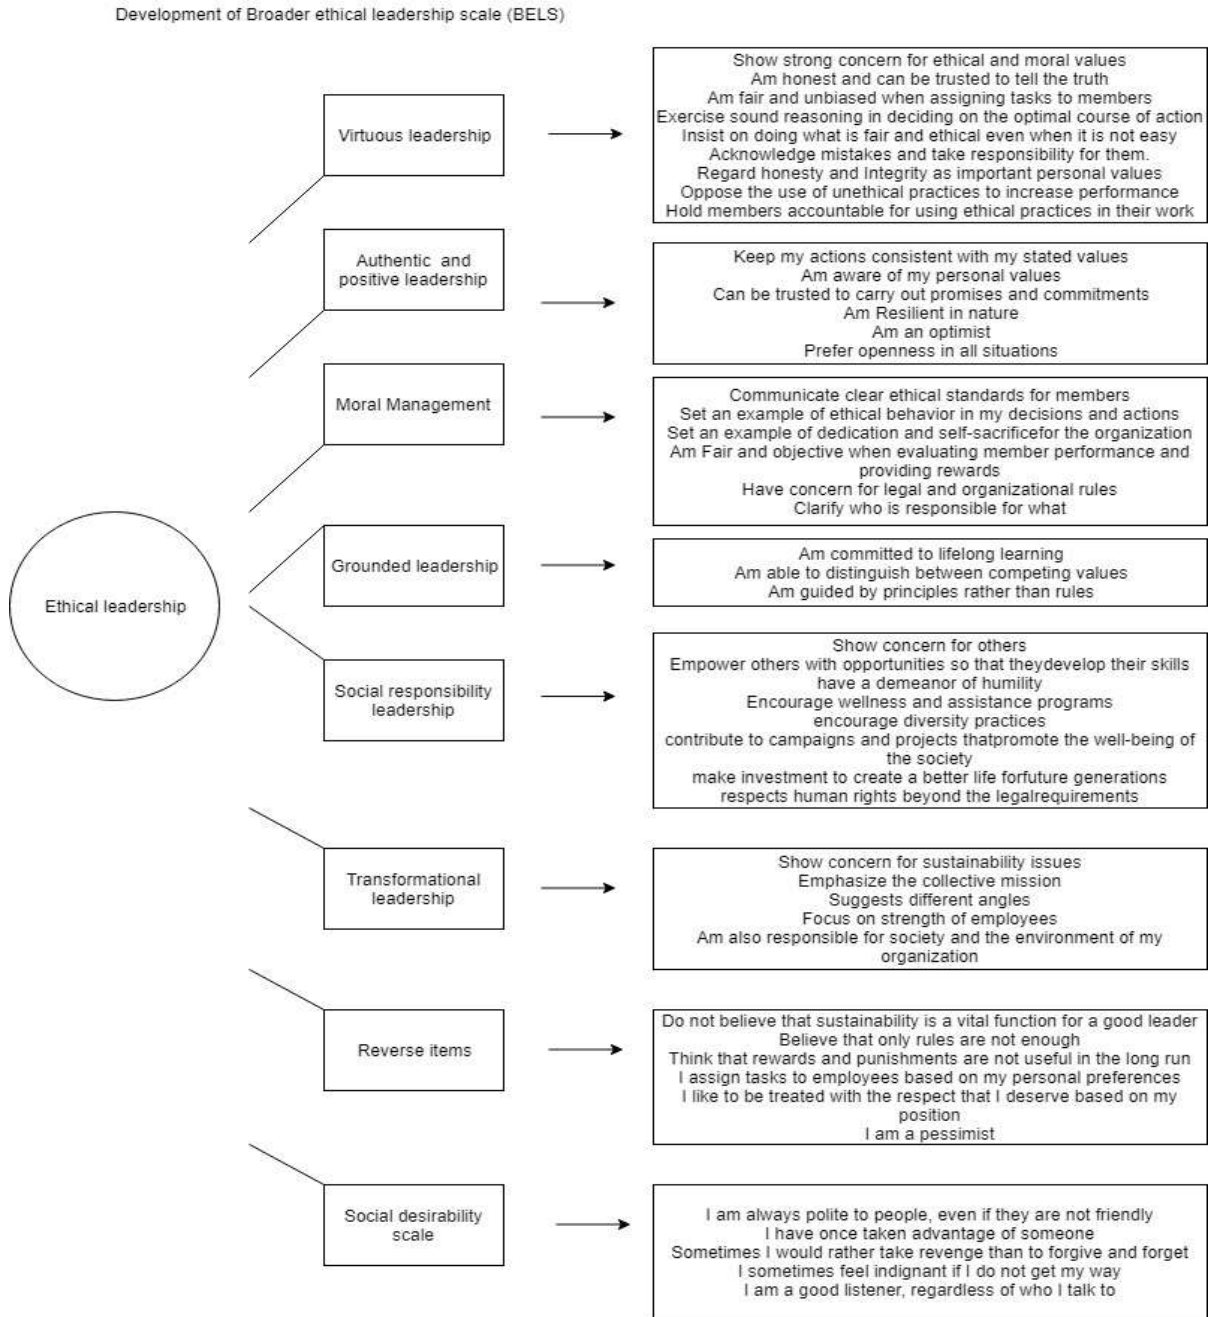 Development of Broader ethical leadership scale (BELS)
Ethical leadership
Virtuous leadership
Show strong concern for ethical and moral values
Am honest and can be trusted to tell the truth
Am fair and unbiased when assigning tasks to members
Exercise sound reasoning in deciding on the optimal course of action
Insist on doing what is fair and ethical even when it is not easy
Acknowledge mistakes and take responsibility for them.
Regard honesty and Integrity as important personal values
Oppose the use of unethical practices to increase performance
Hold members accountable for using ethical practices in their work
Authentic and
positive leadership
Keep my actions consistent with my stated values
Am aware of my personal values
Can be trusted to carry out promises and commitments
Am Resilient in nature
Am an optimist
Prefer openness in all situations
Moral Management
Communicate clear ethical standards for members
Set an example of ethical behavior in my decisions and actions
Set an example of dedication and self-sacrificefor the organization
Am Fair and objective when evaluating member performance and
providing rewards
Have concern for legal and organizational rules
Clarify who is responsible for what
Grounded leadership
Am committed to lifelong learning
Am able to distinguish between competing values
Am guided by principles rather than rules
Social responsibility
leadership
Show concern for others
Empower others with opportunities so that theydevelop their skills
have a demeanor of humility
Encourage wellness and assistance programs
encourage diversity practices
contribute to campaigns and projects thatpromote the well-being of
the society
make investment to create a better life forfuture generations
respects human rights beyond the legalrequirements
Transformational
leadership
Show concern for sustainability issues
Emphasize the collective mission
Suggests different angles
Focus on strength of employees
Am also responsible for society and the environment of my
organization
Reverse items
Do not believe that sustainability is a vital function for a good leader
Believe that only rules are not enough
Think that rewards and punishments are not useful in the long run
I assign tasks to employees based on my personal preferences
I like to be treated with the respect that I deserve based on my
position
I am a pessimist
Social desirability
scale
I am always polite to people, even if they are not friendly
I have once taken advantage of someone
Sometimes I would rather take revenge than to forgive and forget
I sometimes feel indignant if I do not get my way
I am a good listener, regardless of who I talk to